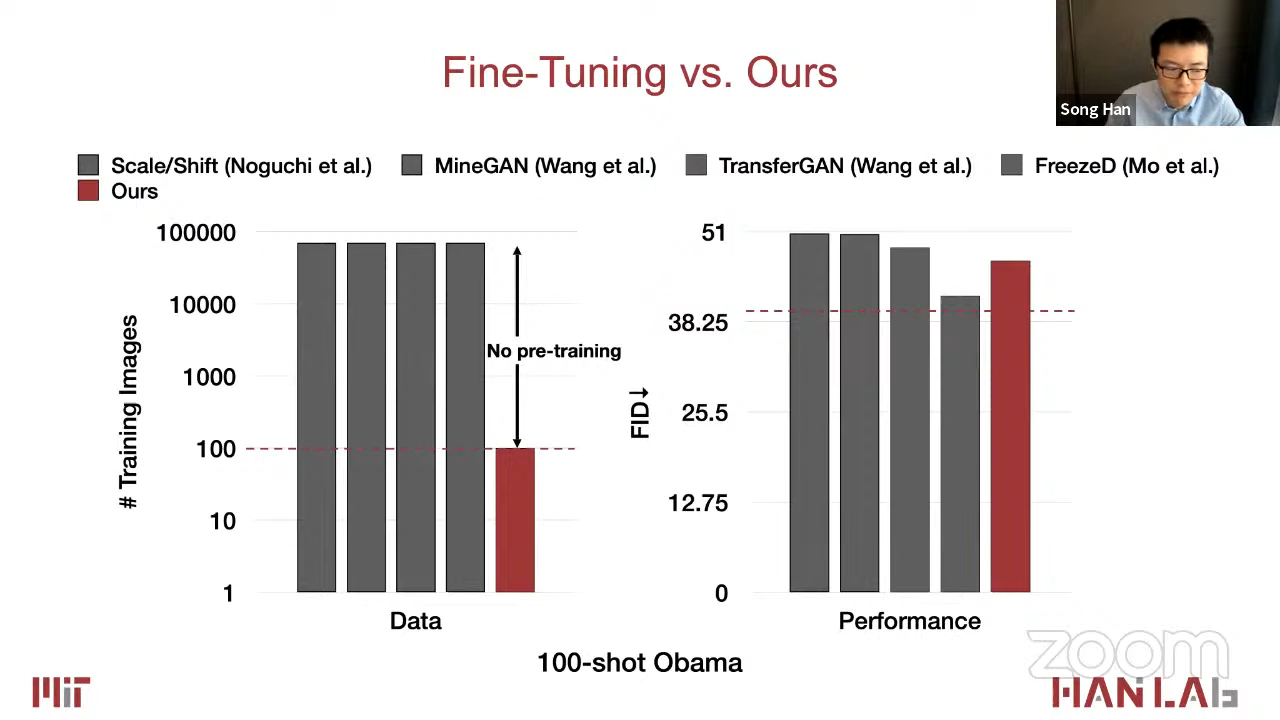 Fine-Tuning vs. Ours
Song Han
Scale/Shift (Noguchi et al.)
MineGAN (Wang et al.)
TransferGAN (Wang et al.)
FreezeD (Mo et al.)
Ours
# Training Images
100000
10000
1000
100
10
1
No pre-training
Data
FID↓
51
38.25
25.5
12.75
0
Performance
100-shot Obama
zoom
MIT
HAN LAb